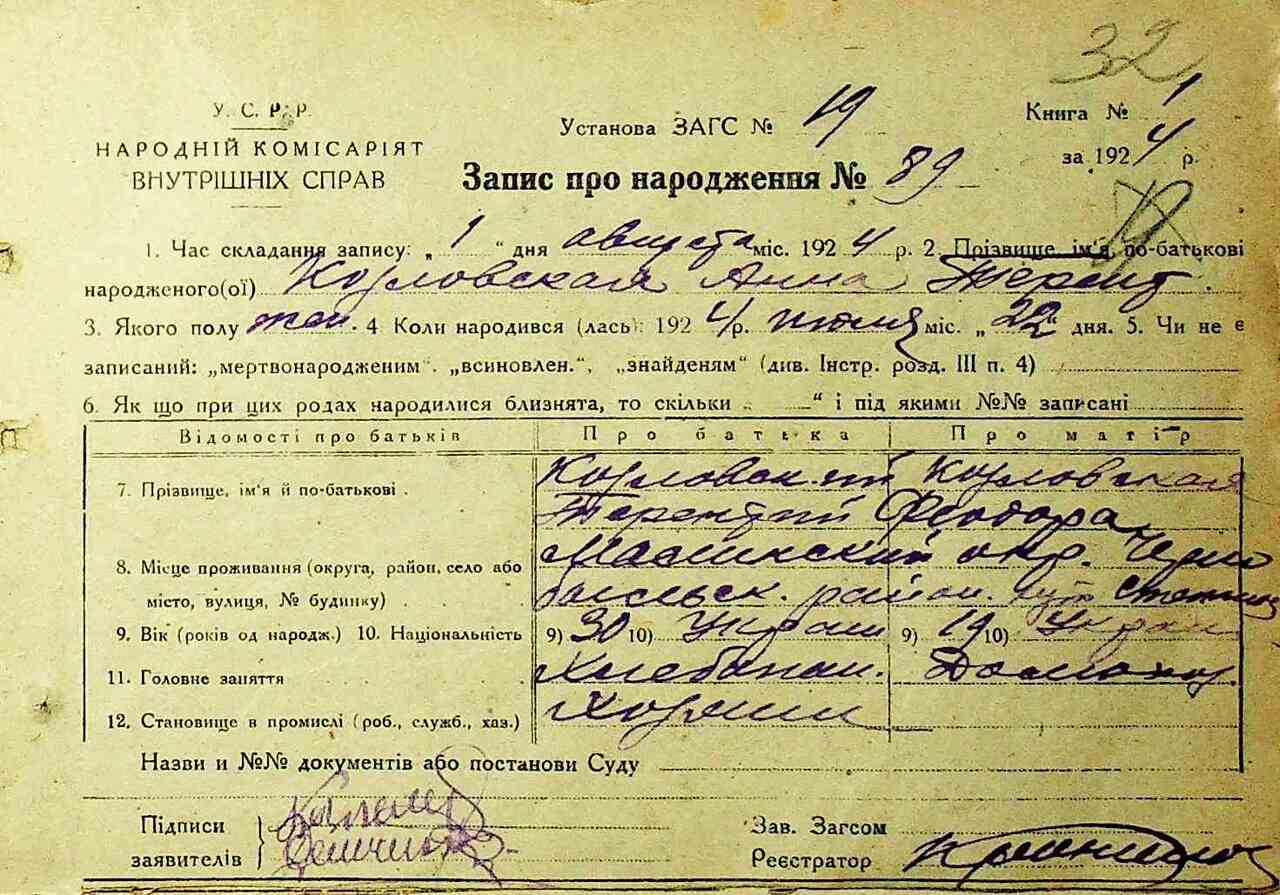 32
У. С. Р. Р.
НАРОДНІЙ КОМІСАРІЯТ
ВНУТРІШНІХ СПРАВ
Установа ЗАГС № 19
Книга № 1
за 1924 р.
Запис про народження № 89
1. Час складання запису: „ 1 “ дня августа міс. 1924 р. 2. Прізвище ім'я по-батькові
народженого(ої) Козловская Анна Терент
3. Якого полу жен. 4 Коли народився (лась): 1924 р. июля міс. „22“ дня. 5. Чи не є
записаний: „мертвонародженим“. „всиновлен.“, „знайденям“ (див. Інстр. розд. III п. 4)
6. Як що при цих родах народилися близнята, то скільки „ “ і під якими №№ записані
Відомості про батьків Про батька Про матір
7. Прізвище, ім'я й по-батькові . Козловский Козловская
Терентий Феодора
8. Місце проживання (округа, район, село або окр.
місто, вулиця, № будинку) . . район.
9. Вік (років од народж.) 10. Національність 9) 30 10) Украин 9) 19 10) Украин
11. Головне заняття Хлебопаш. Домохоз.
12. Становище в промислі (роб., служб., хаз.) Хозяин
Назви и №№ документів або постанови Суду
Підписи
заявителів
Зав. Загсом
Реєстратор